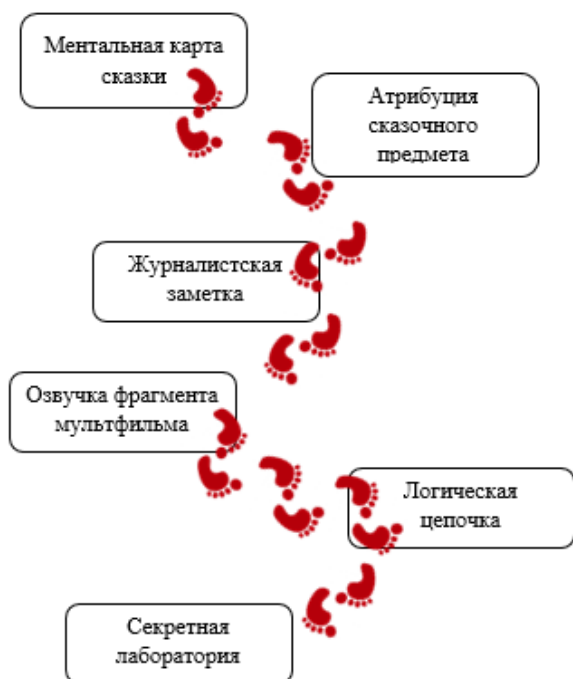 Ментальная карта
сказки
Атрибуция
сказочного
предмета
Журналистская
заметка
Озвучка фрагмента
мультфильма
Логическая
цепочка
Секретная
лаборатория